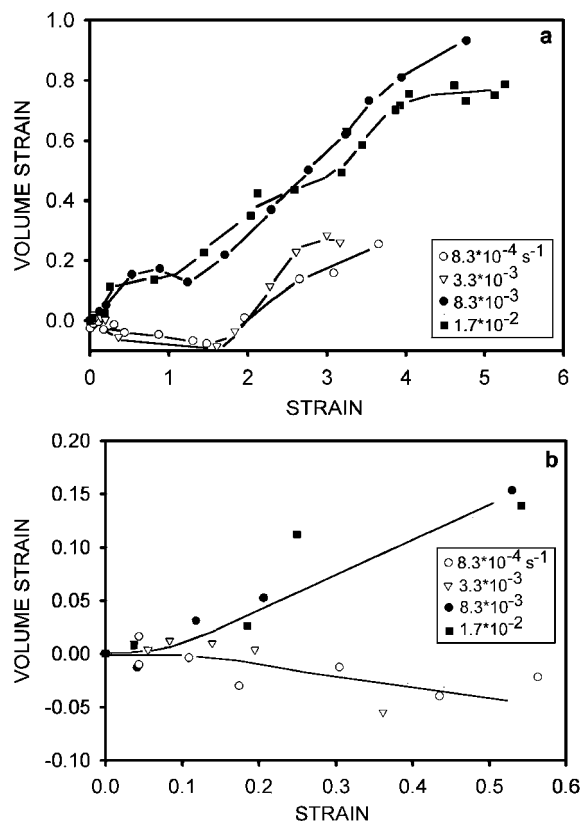 a
1.0
0.8
0.6
0.4
0.2
0.0
VOLUME STRAIN
8.3*10⁻⁴ s⁻¹
3.3*10⁻³
8.3*10⁻³
1.7*10⁻²
0 1 2 3 4 5 6
STRAIN
b
0.20
0.15
0.10
0.05
0.00
-0.05
-0.10
VOLUME STRAIN
8.3*10⁻⁴ s⁻¹
3.3*10⁻³
8.3*10⁻³
1.7*10⁻²
0.0 0.1 0.2 0.3 0.4 0.5 0.6
STRAIN